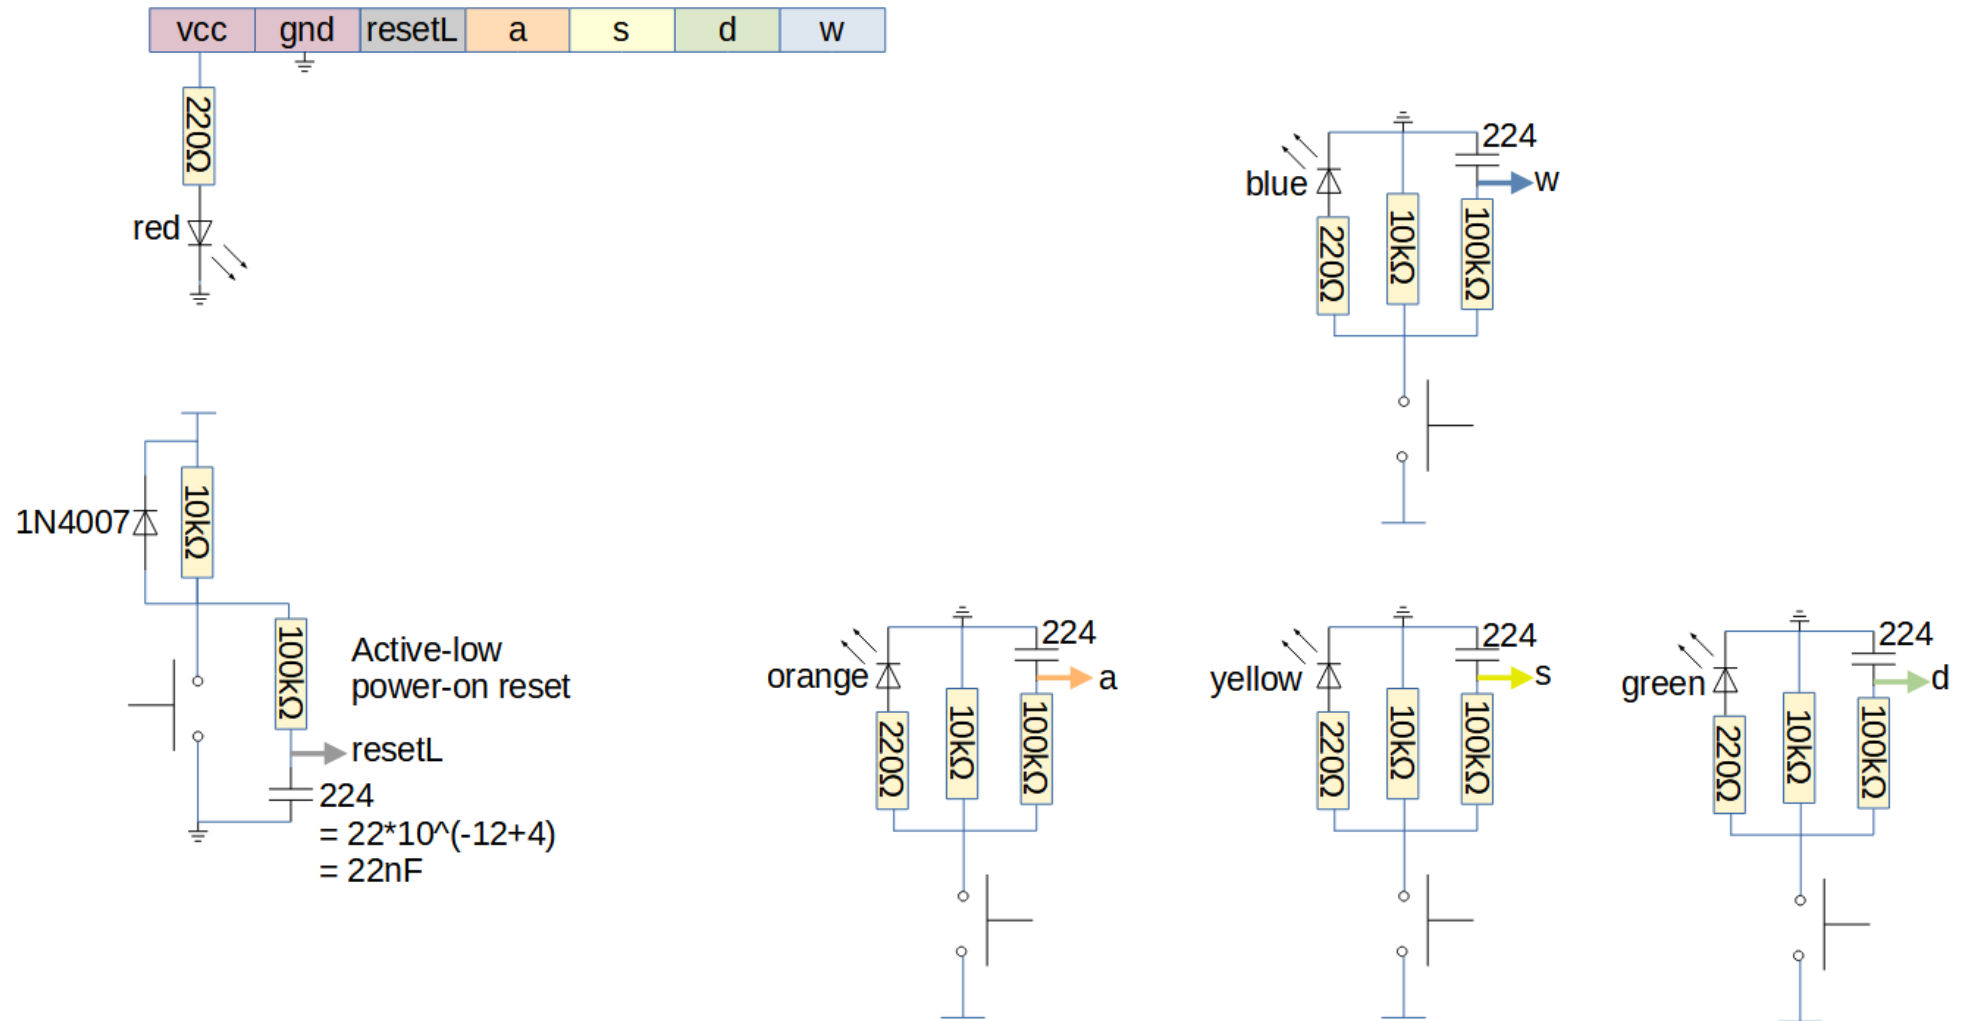 vcc gnd resetL a s d w
220Ω
red
224
blue
w
220Ω
10kΩ
100kΩ
1N4007
10kΩ
100kΩ
Active-low
power-on reset
resetL
224
= 22*10^(-12+4)
= 22nF
224
orange
a
220Ω
10kΩ
100kΩ
224
yellow
s
220Ω
10kΩ
100kΩ
224
green
d
220Ω
10kΩ
100kΩ